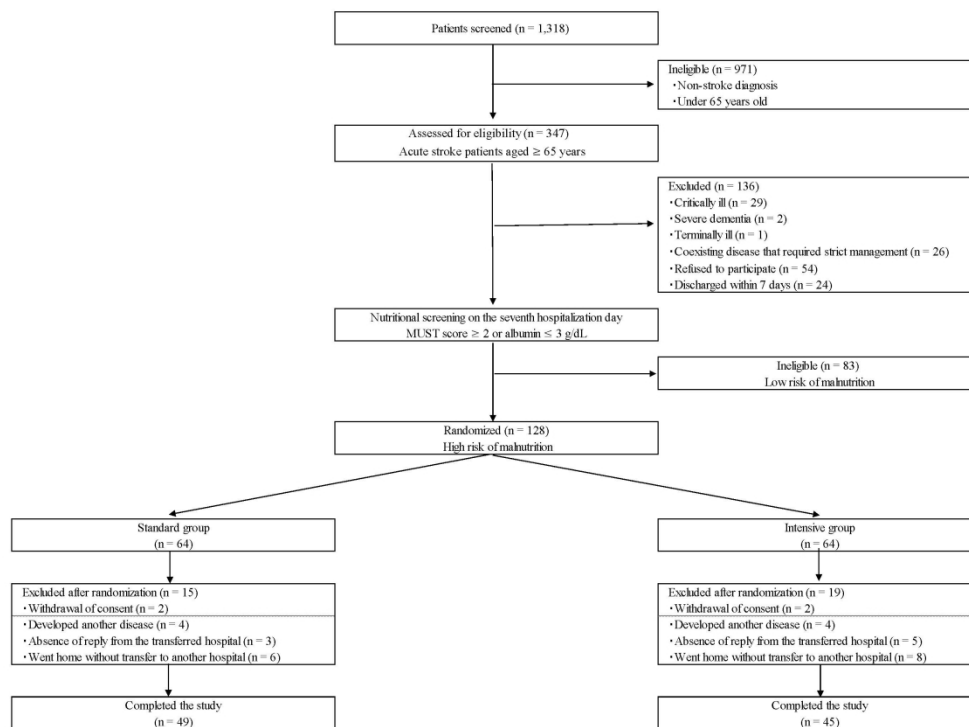 Patients screened (n = 1,318)
Ineligible (n = 971)
・Non-stroke diagnosis
・Under 65 years old
Assessed for eligibility (n = 347)
Acute stroke patients aged ≥ 65 years
Excluded (n = 136)
・Critically ill (n = 29)
・Severe dementia (n = 2)
・Terminally ill (n = 1)
・Coexisting disease that required strict management (n = 26)
・Refused to participate (n = 54)
・Discharged within 7 days (n = 24)
Nutritional screening on the seventh hospitalization day
MUST score ≥ 2 or albumin ≤ 3 g/dL
Ineligible (n = 83)
Low risk of malnutrition
Randomized (n = 128)
High risk of malnutrition
Standard group
(n = 64)
Excluded after randomization (n = 15)
・Withdrawal of consent (n = 2)
・Developed another disease (n = 4)
・Absence of reply from the transferred hospital (n = 3)
・Went home without transfer to another hospital (n = 6)
Completed the study
(n = 49)
Intensive group
(n = 64)
Excluded after randomization (n = 19)
・Withdrawal of consent (n = 2)
・Developed another disease (n = 4)
・Absence of reply from the transferred hospital (n = 5)
・Went home without transfer to another hospital (n = 8)
Completed the study
(n = 45)